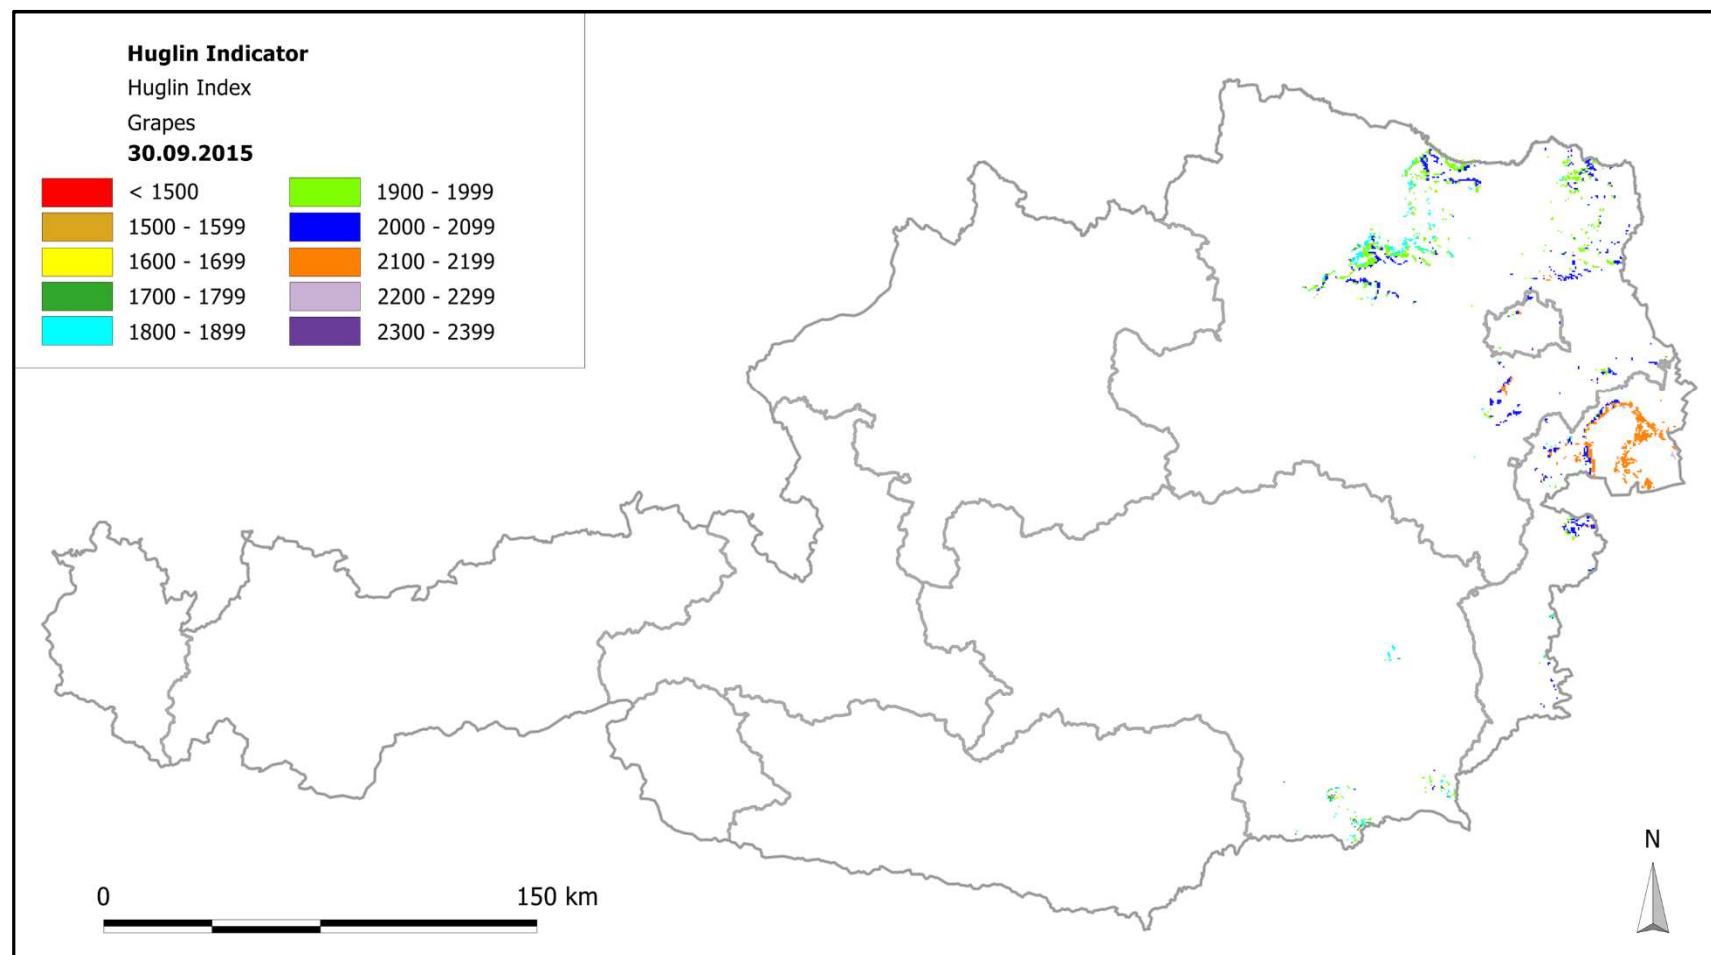 Huglin Indicator
Huglin Index
Grapes
30.09.2015
< 1500
1500 - 1599
1600 - 1699
1700 - 1799
1800 - 1899
1900 - 1999
2000 - 2099
2100 - 2199
2200 - 2299
2300 - 2399
0 150 km
N